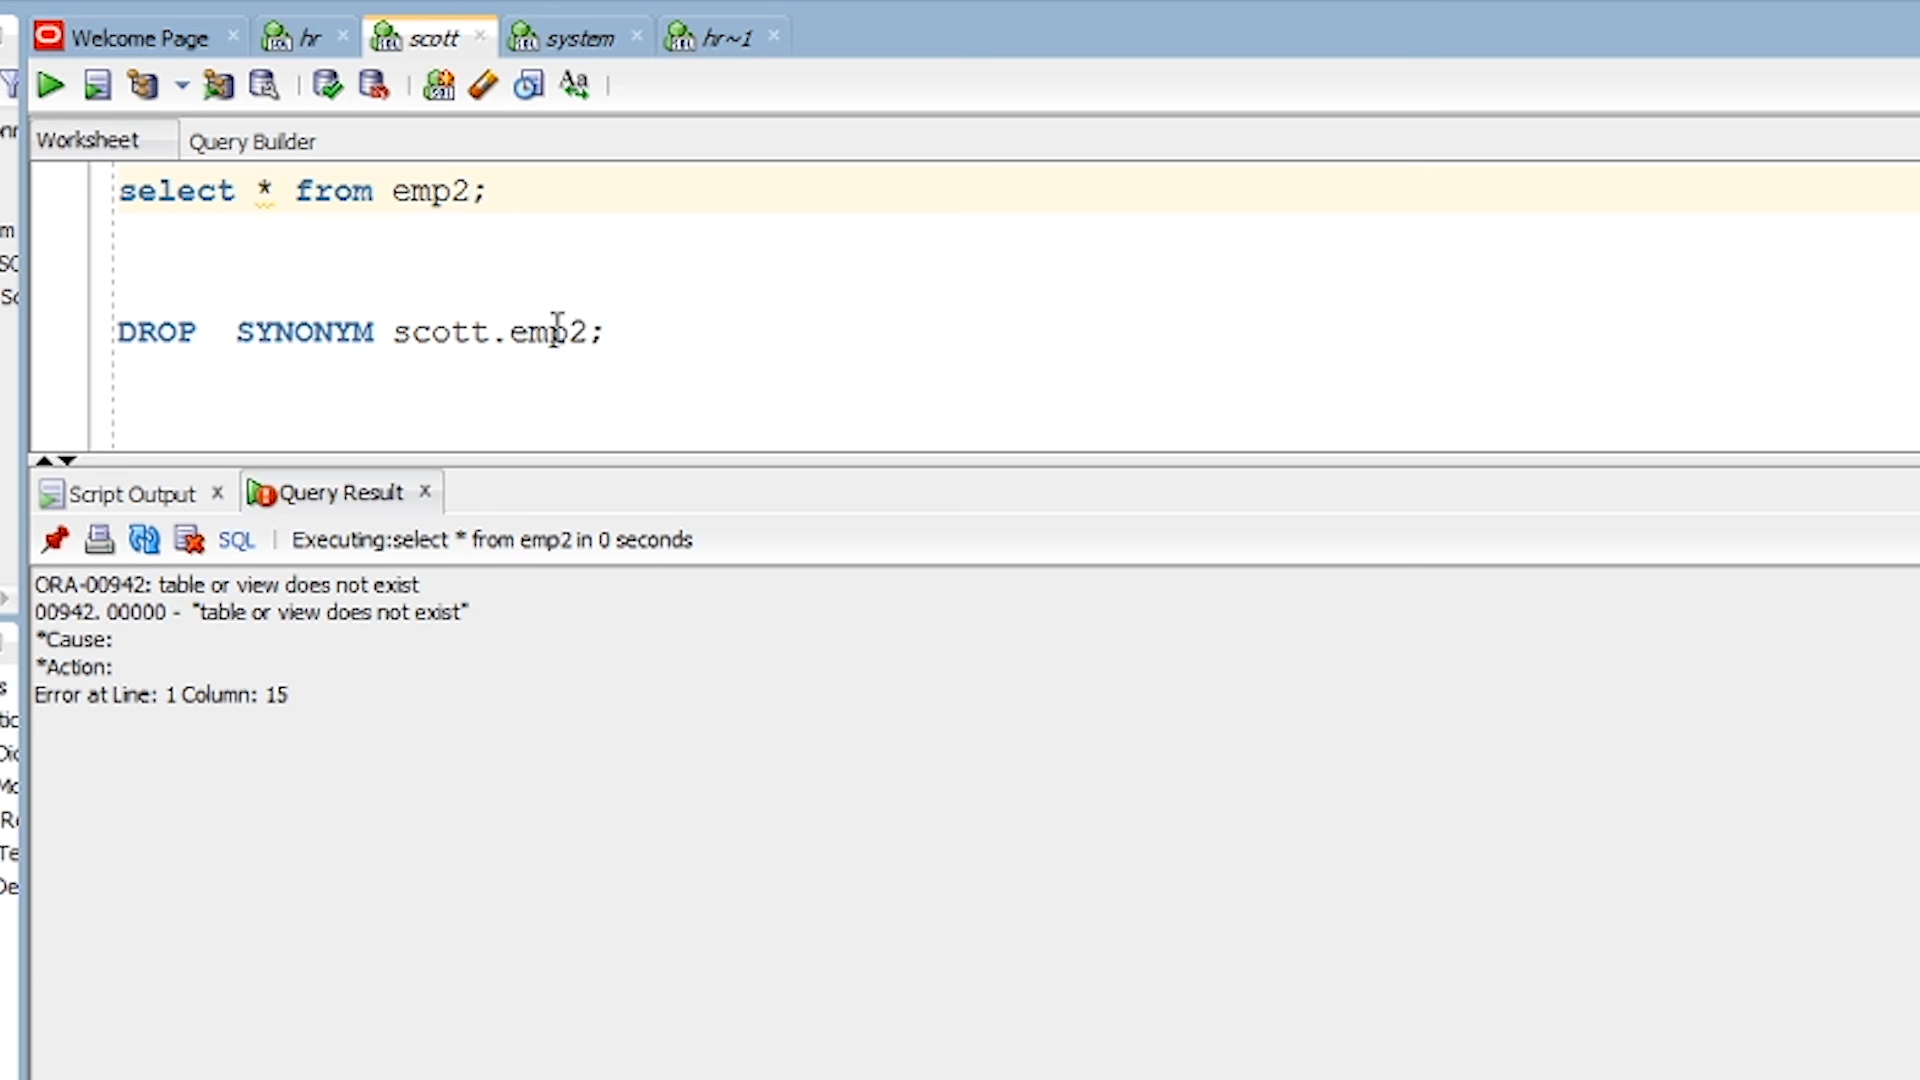 Welcome Page
hr
scott
system
hr~1
Worksheet
Query Builder
select * from emp2;
DROP  SYNONYM scott.emp2;
Script Output
Query Result
SQL
Executing:select * from emp2 in 0 seconds
ORA-00942: table or view does not exist
00942. 00000 -  "table or view does not exist"
*Cause:
*Action:
Error at Line: 1 Column: 15